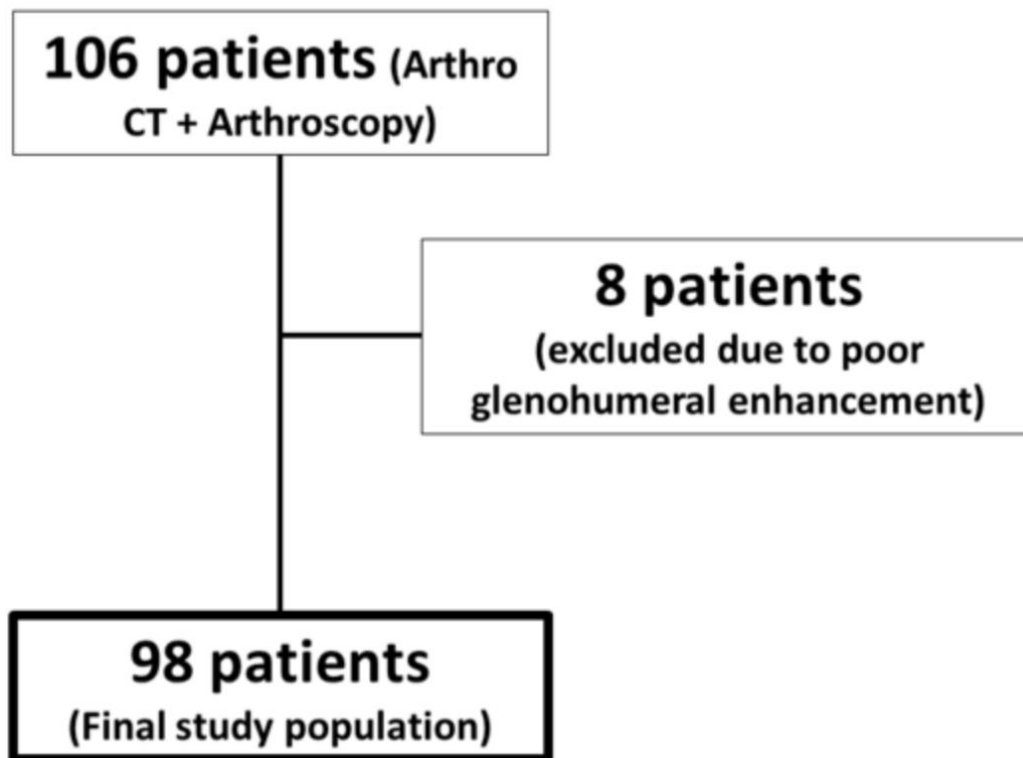 106 patients (Arthro
CT + Arthroscopy)
8 patients
(excluded due to poor
glenohumeral enhancement)
98 patients
(Final study population)